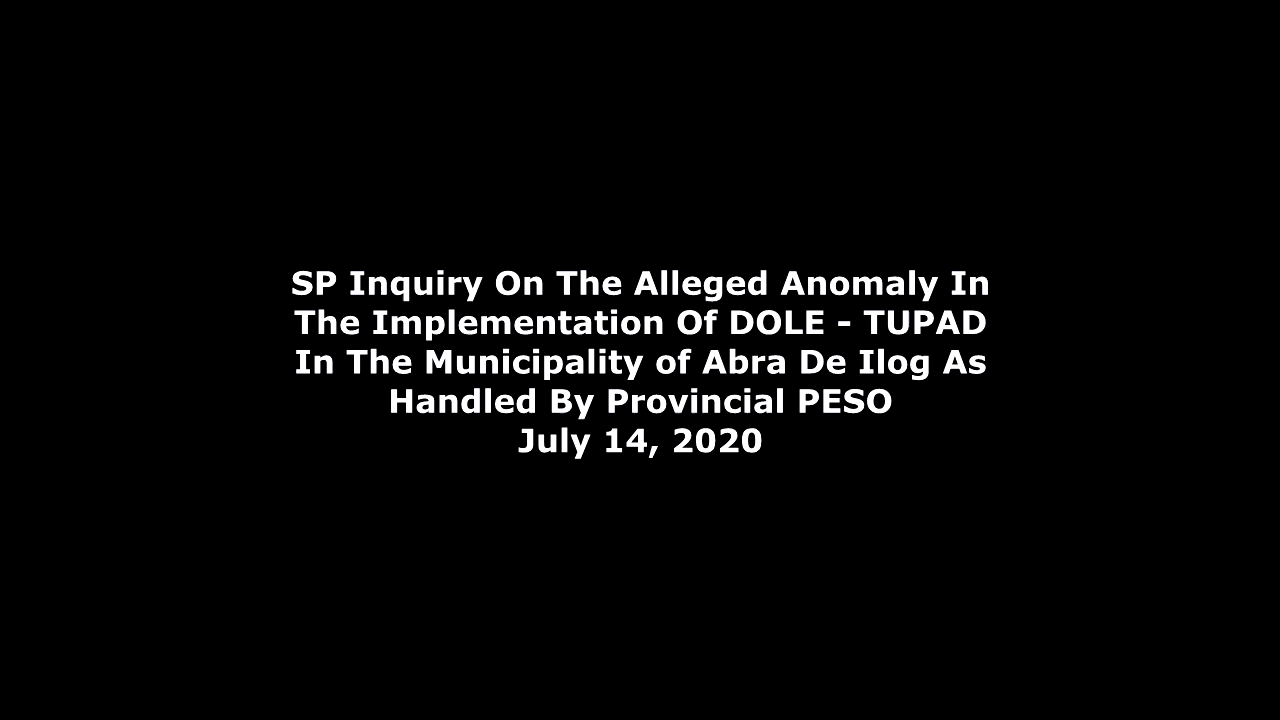 SP Inquiry On The Alleged Anomaly In
The Implementation Of DOLE - TUPAD
In The Municipality of Abra De Ilog As
Handled By Provincial PESO
July 14, 2020